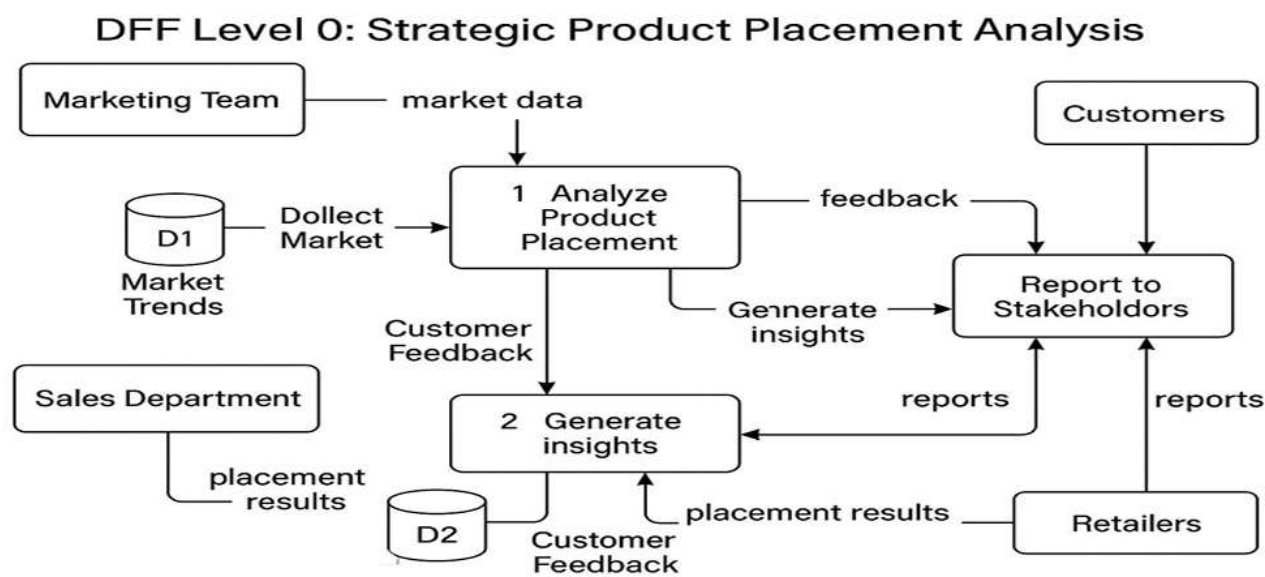 DFF Level 0: Strategic Product Placement Analysis
Marketing Team
market data
Customers
1 Analyze
Product
Placement
feedback
Dollect
Market
D1
Market
Trends
Report to
Stakeholdors
Gennerate
insights
Customer
Feedback
Sales Department
reports
reports
2 Generate
insights
placement
results
D2
Customer
Feedback
placement results
Retailers